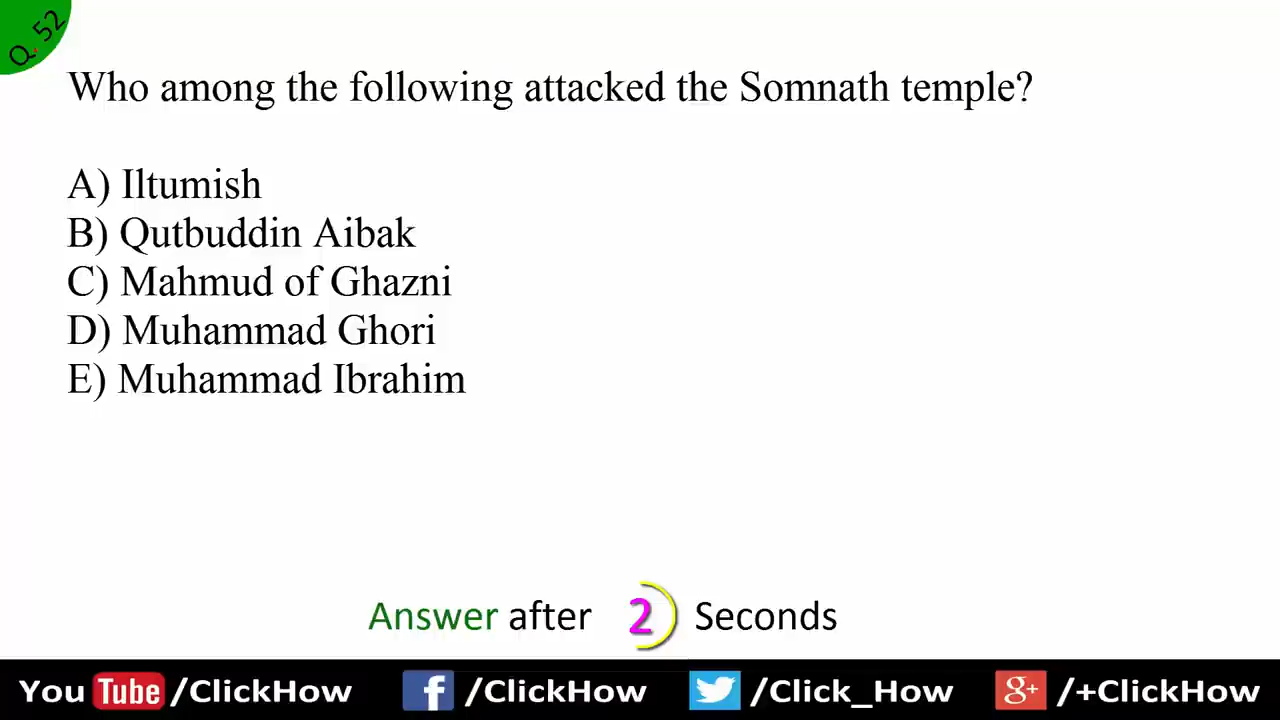 Q. 52
Who among the following attacked the Somnath temple?
A) Iltumish
B) Qutbuddin Aibak
C) Mahmud of Ghazni
D) Muhammad Ghori
E) Muhammad Ibrahim
Answer after 2 Seconds
You Tube /ClickHow f /ClickHow /Click_How g+ /+ClickHow